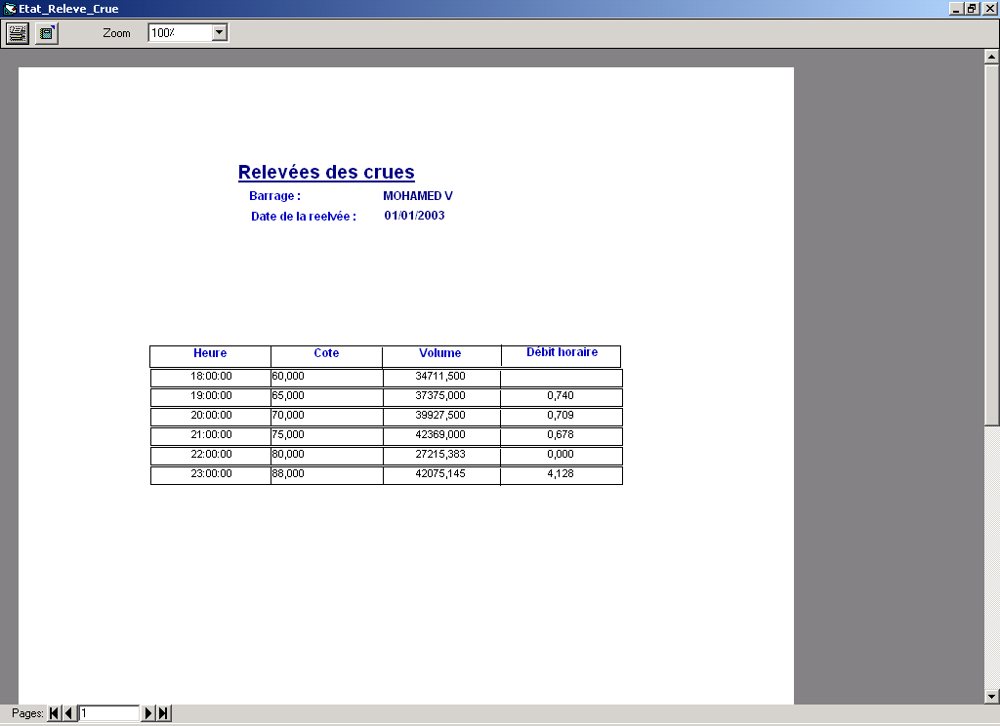 Etat_Releve_Crue
Zoom 100%
Relevées des crues
Barrage : MOHAMED V
Date de la reelvée : 01/01/2003
Heure Cote Volume Débit horaire
18:00:00 60,000 34711,500
19:00:00 65,000 37375,000 0,740
20:00:00 70,000 39927,500 0,709
21:00:00 75,000 42369,000 0,678
22:00:00 80,000 27215,383 0,000
23:00:00 88,000 42075,145 4,128
Pages: 1